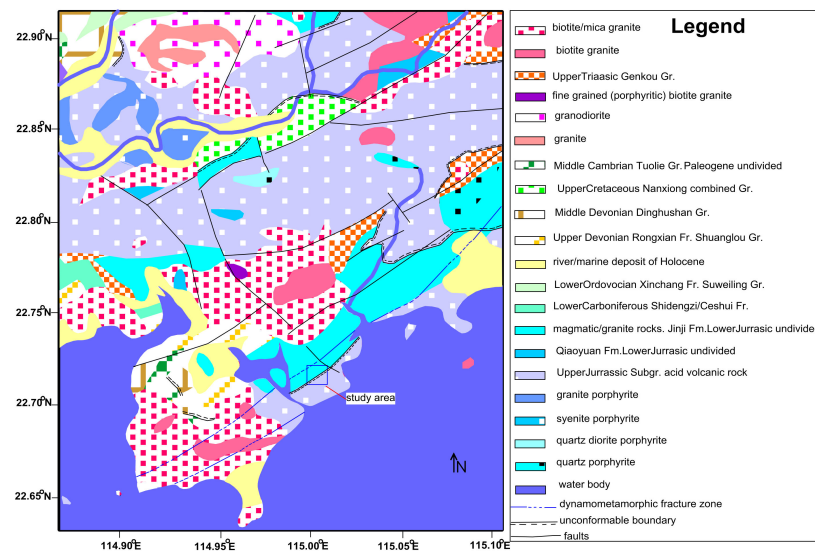 Legend
biotite/mica granite
biotite granite
UpperTriaasic Genkou Gr.
fine grained (porphyritic) biotite granite
granodiorite
granite
Middle Cambrian Tuolie Gr. Paleogene undivided
UpperCretaceous Nanxiong combined Gr.
Middle Devonian Dinghushan Gr.
Upper Devonian Rongxian Fr. Shuanglou Gr.
river/marine deposit of Holocene
LowerOrdovocian Xinchang Fr. Suweiling Gr.
LowerCarboniferous Shidengzi/Ceshui Fr.
magmatic/granite rocks. Jinji Fm.LowerJurrasic undivide
Qiaoyuan Fm.LowerJurrasic undivided
UpperJurrassic Subgr. acid volcanic rock
granite porphyrite
syenite porphyrite
quartz diorite porphyrite
quartz porphyrite
water body
dynamometamorphic fracture zone
unconformable boundary
faults
22.90°N
22.85°N
22.80°N
22.75°N
22.70°N
22.65°N
study area
N
114.90°E 114.95°E 115.00°E 115.05°E 115.10°E